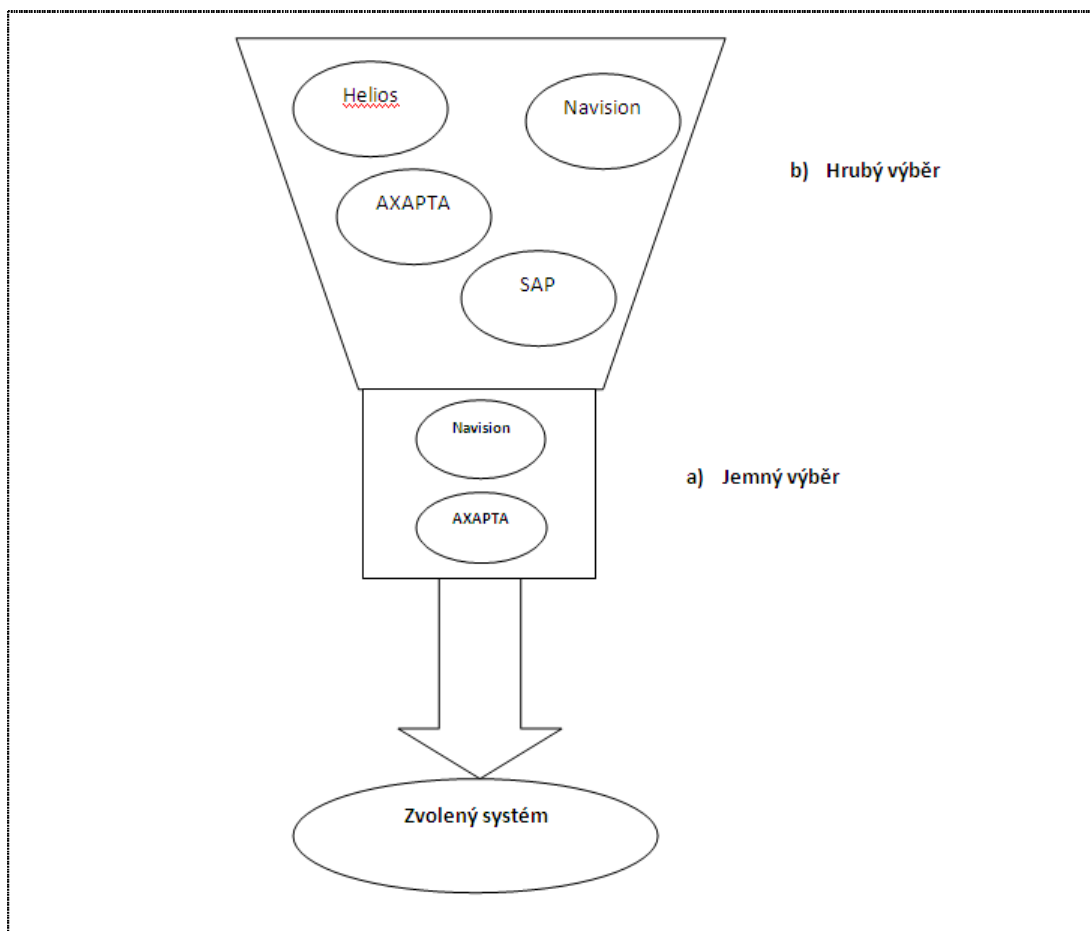 Helios
Navision
b) Hrubý výběr
AXAPTA
SAP
Navision
a) Jemný výběr
AXAPTA
Zvolený systém